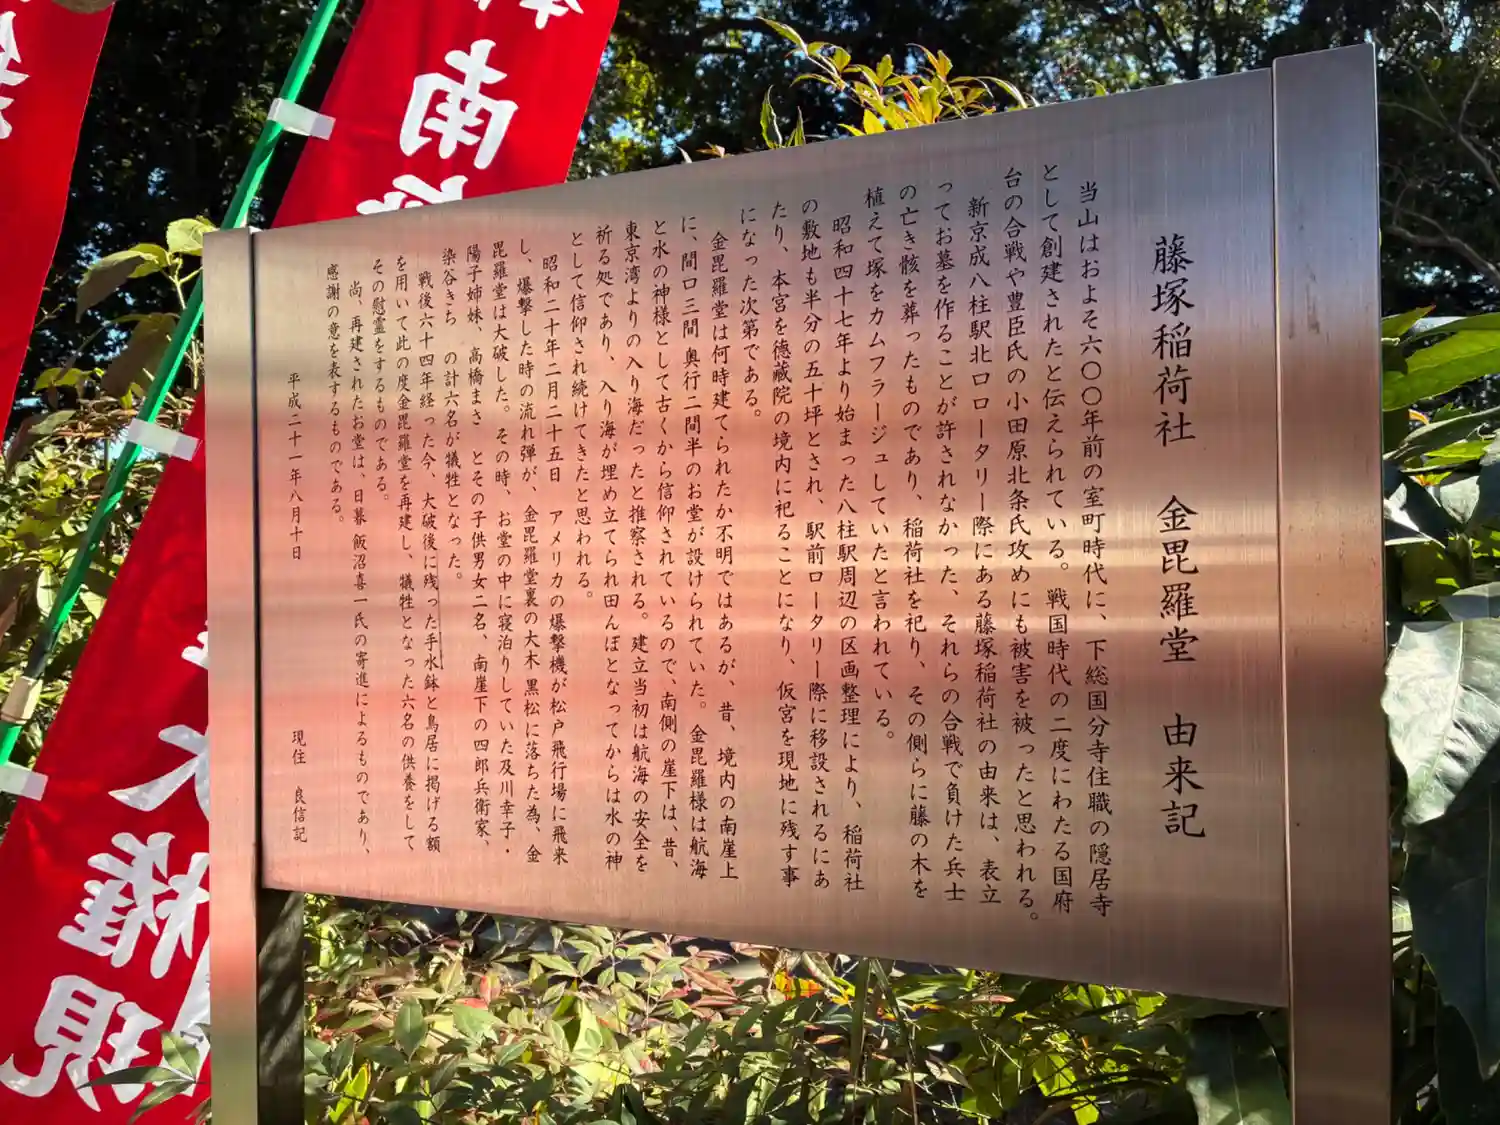 藤塚稲荷社　金毘羅堂　由来記
当山はおよそ六〇〇年前の室町時代に、下総国分寺住職の隠居寺
として創建されたと伝えられている。戦国時代の二度にわたる国府
台の合戦や豊臣氏の小田原北条氏攻めにも被害を被ったと思われる。
新京成八柱駅北口ロータリー際にある藤塚稲荷社の由来は、表立
ってお墓を作ることが許されなかった、それらの合戦で負けた兵士
の亡き骸を葬ったものであり、稲荷社を祀り、その側らに藤の木を
植えて塚をカムフラージュしていたと言われている。
昭和四十七年より始まった八柱駅周辺の区画整理により、稲荷社
の敷地も半分の五十坪とされ、駅前ロータリー際に移設されるにあ
たり、本宮を徳蔵院の境内に祀ることになり、仮宮を現地に残す事
になった次第である。
金毘羅堂は何時建てられたか不明ではあるが、昔、境内の南崖上
に、間口三間奥行二間半のお堂が設けられていた。金毘羅様は航海
と水の神様として古くから信仰されているので、南側の崖下は、昔、
東京湾よりの入り海だったと推察される。建立当初は航海の安全を
祈る処であり、入り海が埋め立てられ田んぼとなってからは水の神
として信仰され続けてきたと思われる。
昭和二十年二月二十五日　アメリカの爆撃機が松戸飛行場に飛来
し、爆撃した時の流れ弾が、金毘羅堂裏の大木黒松に落ちた為、金
毘羅堂は大破した。その時、お堂の中に寝泊りしていた及川幸子・
陽子姉妹、高橋まさ　とその子供男女二名、南崖下の四郎兵衛家、
染谷きち　の計六名が犠牲となった。
戦後六十四年経った今、大破後に残った手水鉢と鳥居に掲げる額
を用いて此の度金毘羅堂を再建し、犠牲となった六名の供養をして
その慰霊をするものである。
尚、再建されたお堂は、日暮　飯沼喜一氏の寄進によるものであり、
感謝の意を表するものである。
平成二十一年八月十日
現住　良信記
南
大権現